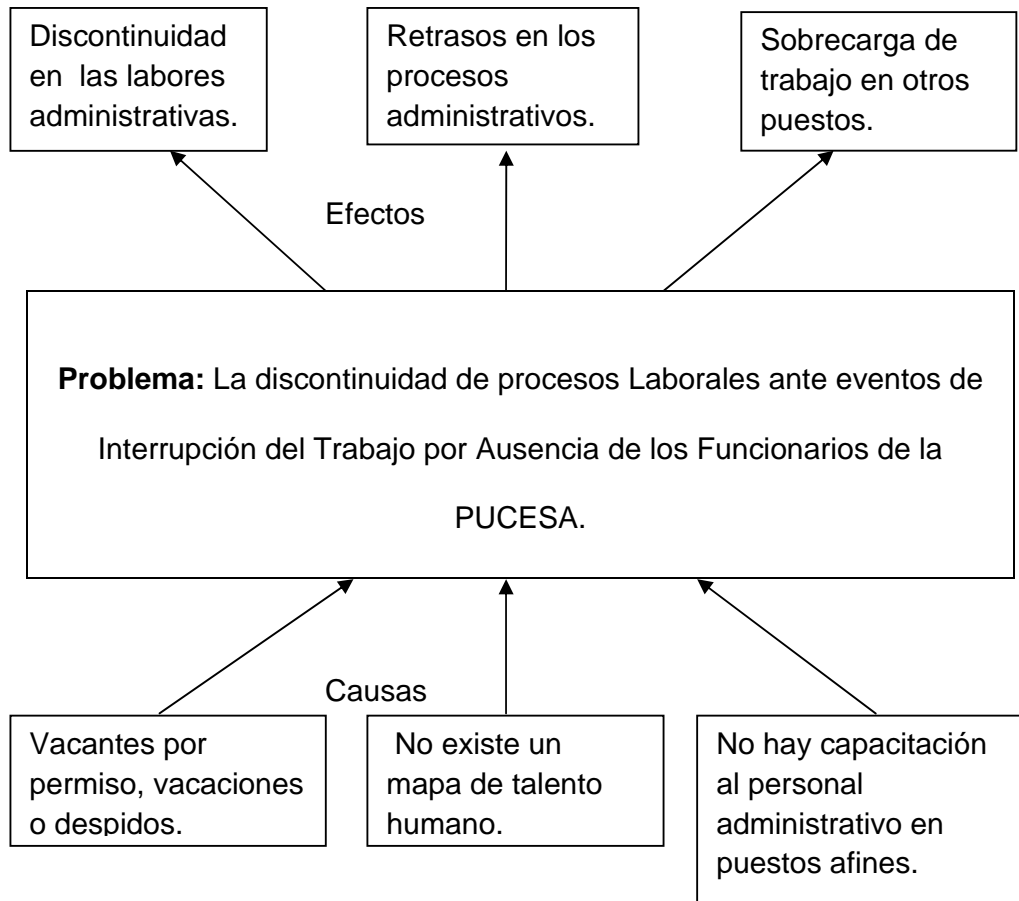 Discontinuidad
en las labores
administrativas.
Retrasos en los
procesos
administrativos.
Sobrecarga de
trabajo en otros
puestos.
Efectos
Problema: La discontinuidad de procesos Laborales ante eventos de
Interrupción del Trabajo por Ausencia de los Funcionarios de la
PUCESA.
Causas
Vacantes por
permiso, vacaciones
o despidos.
No existe un
mapa de talento
humano.
No hay capacitación
al personal
administrativo en
puestos afines.